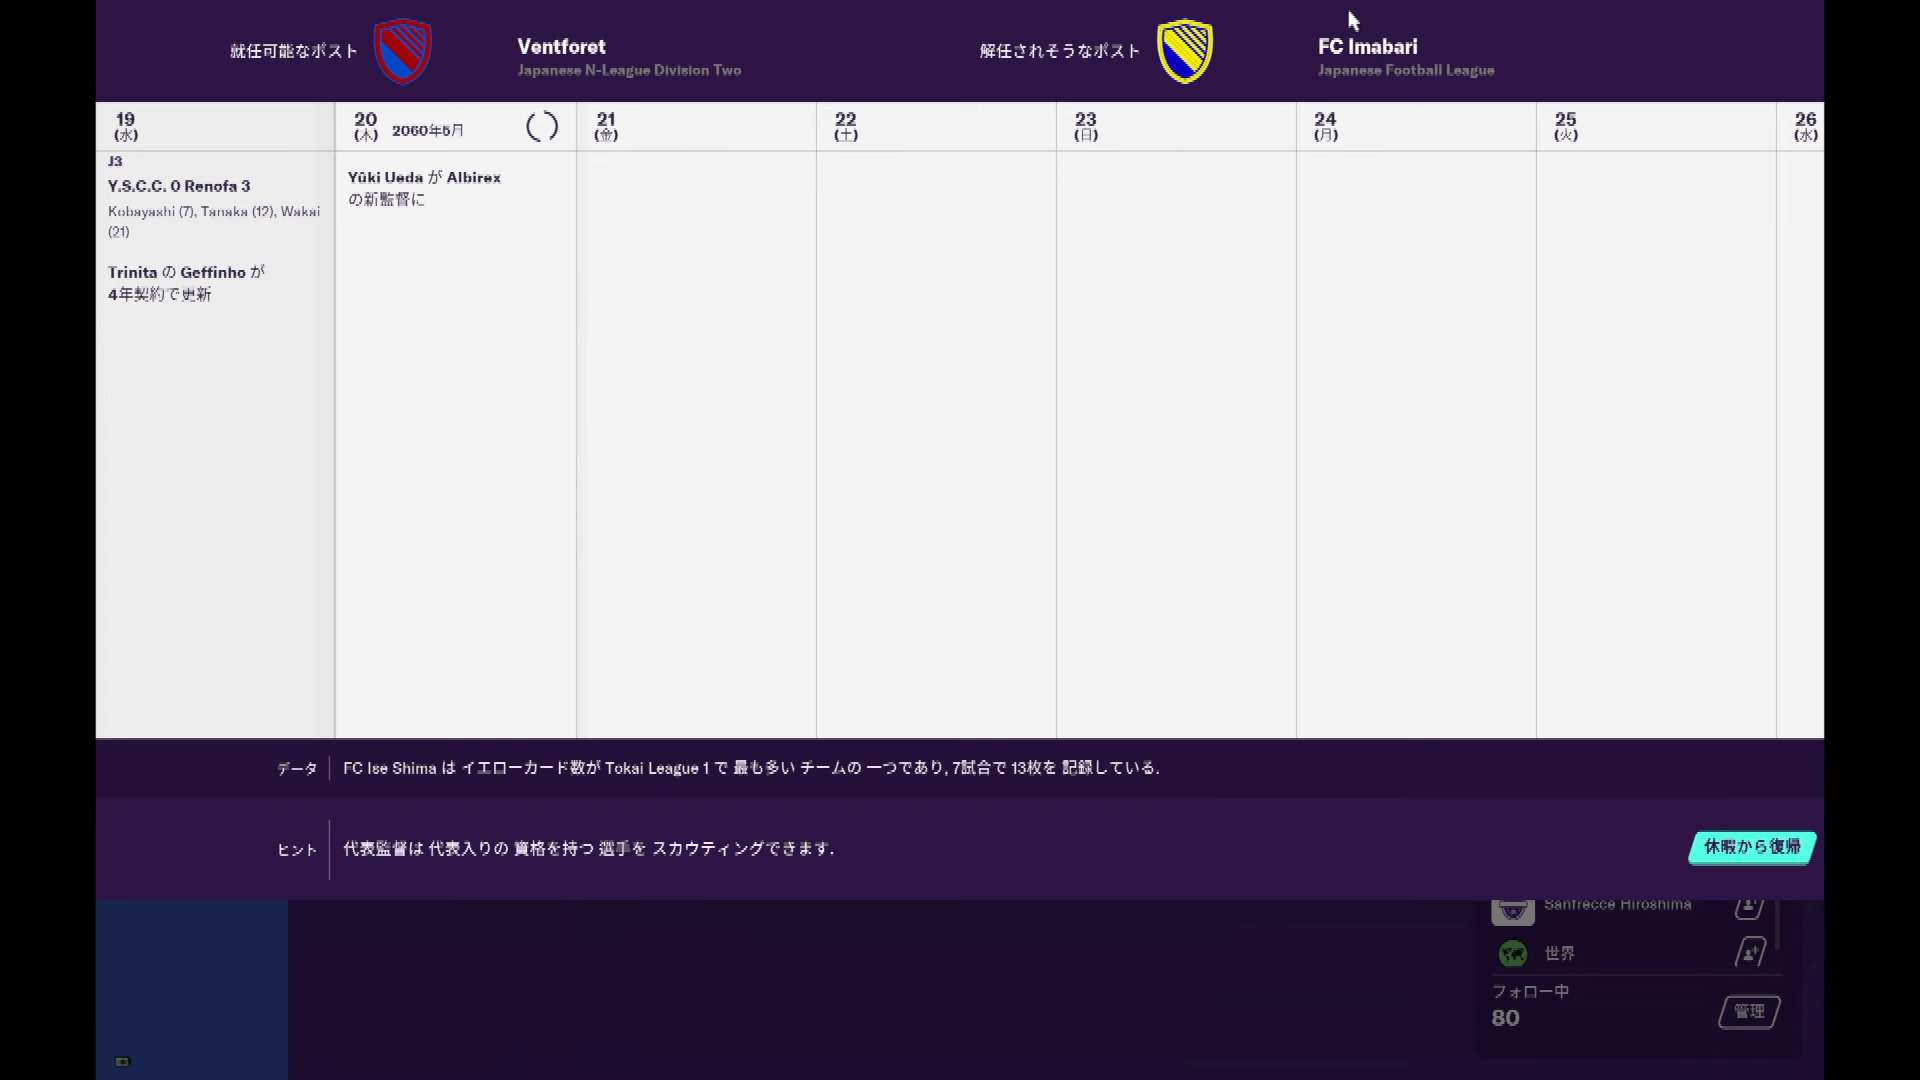 就任可能なポスト
Ventforet
Japanese N-League Division Two
解任されそうなポスト
FC Imabari
Japanese Football League
19
(水)
20
(木)
2060年5月
21
(金)
22
(土)
23
(日)
24
(月)
25
(火)
26
(水)
J3
Y.S.C.C. 0 Renofa 3
Kobayashi (7), Tanaka (12), Wakai
(21)
Trinita の Geffinho が
4年契約で更新
Yūki Ueda が Albirex
の新監督に
データ
FC Ise Shima は イエローカード数が Tokai League 1 で 最も多い チームの 一つであり, 7試合で 13枚を 記録している.
ヒント
代表監督は 代表入りの 資格を持つ 選手を スカウティングできます.
休暇から復帰
Sanfrecce Hiroshima
世界
フォロー中
80
管理